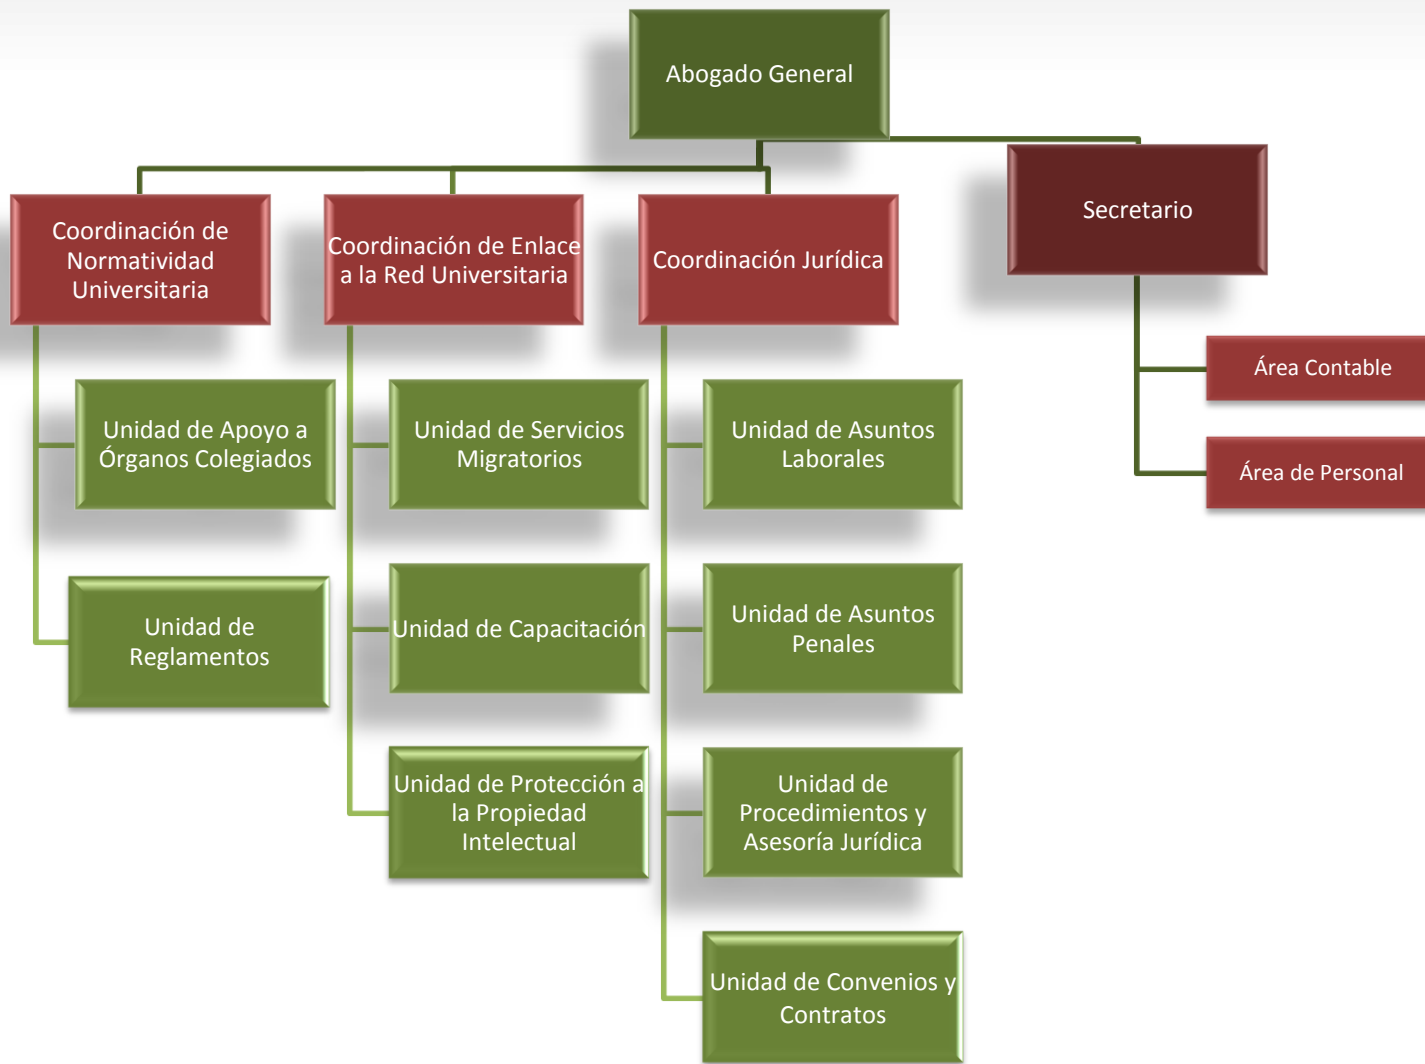 Abogado General
Secretario
Coordinación de
Normatividad
Universitaria
Coordinación de Enlace
a la Red Universitaria
Coordinación Jurídica
Área Contable
Área de Personal
Unidad de Apoyo a
Órganos Colegiados
Unidad de Servicios
Migratorios
Unidad de Asuntos
Laborales
Unidad de
Reglamentos
Unidad de Capacitación
Unidad de Asuntos
Penales
Unidad de Protección a
la Propiedad
Intelectual
Unidad de
Procedimientos y
Asesoría Jurídica
Unidad de Convenios y
Contratos